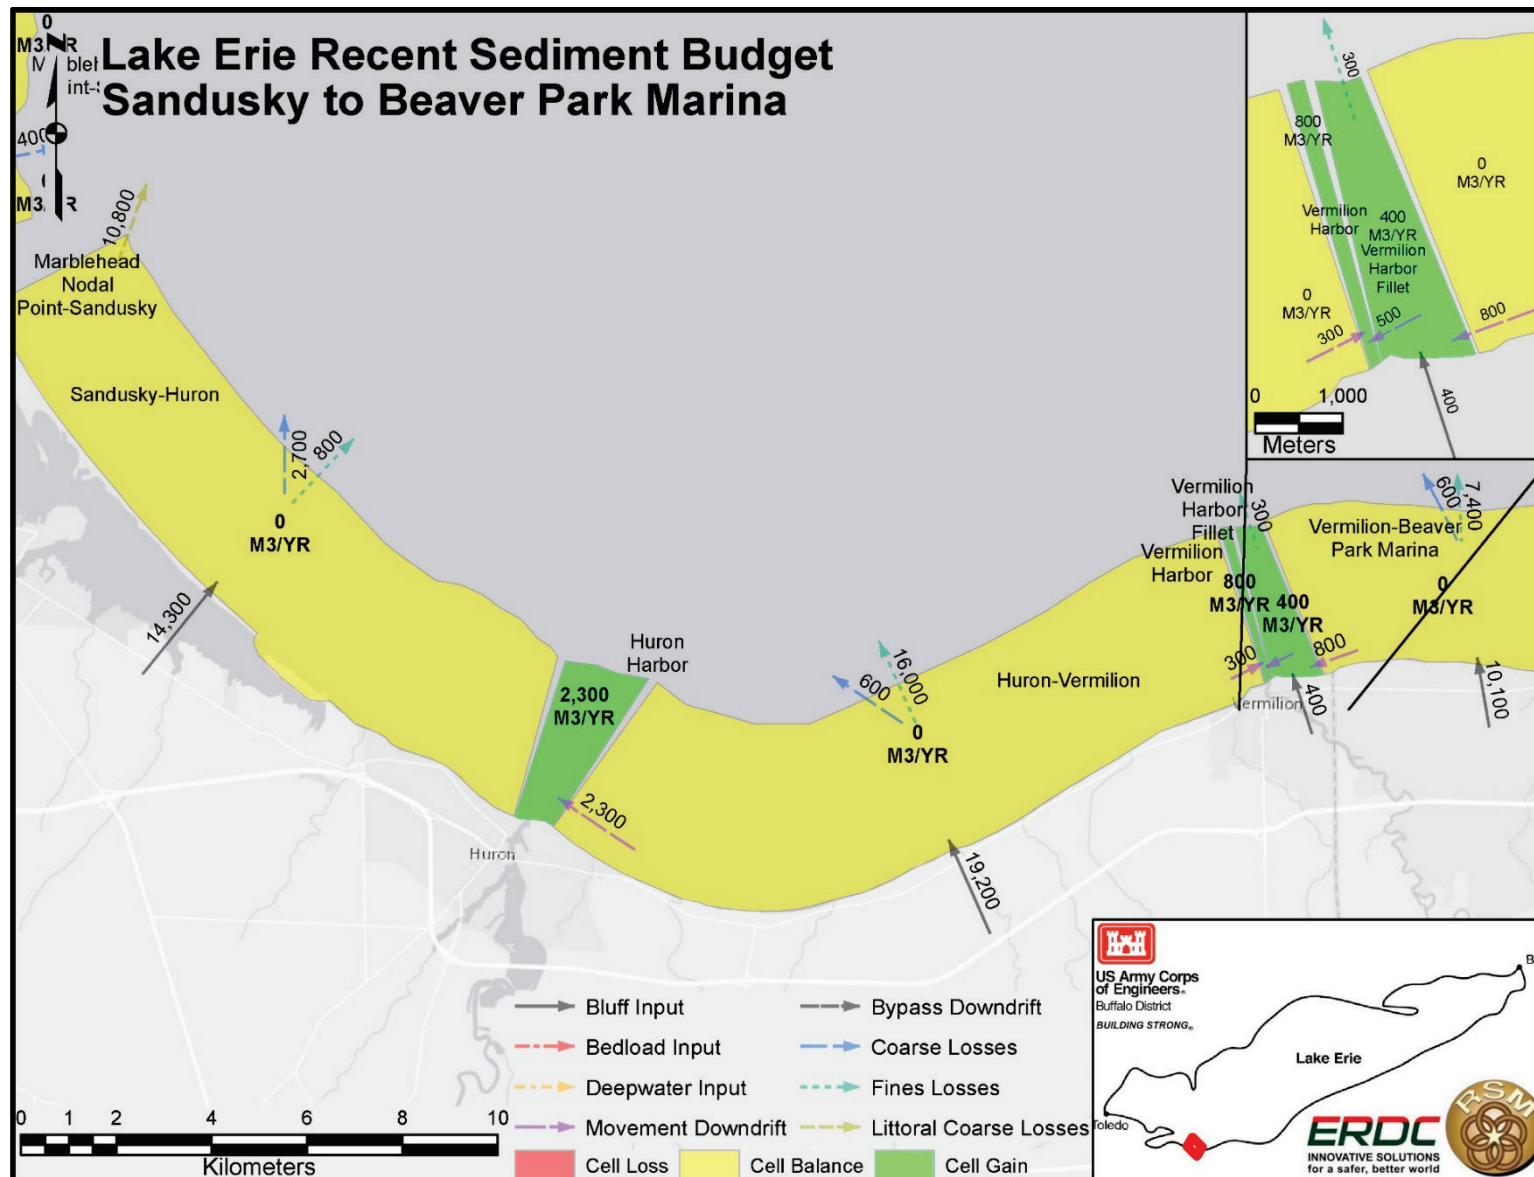 Lake Erie Recent Sediment Budget
Sandusky to Beaver Park Marina
0
M3/YR
N
400
10,800
Marblehead
Nodal
Point-Sandusky
Sandusky-Huron
2,700
800
0
M3/YR
14,300
Huron
Harbor
2,300
M3/YR
2,300
Huron
600
16,000
0
M3/YR
Huron-Vermilion
19,200
Vermilion
Harbor
Fillet
300
Vermilion
Harbor
800
M3/YR
400
M3/YR
300
800
400
Vermilion
Vermilion-Beaver
Park Marina
600
7,400
0
M3/YR
10,100
300
800
M3/YR
0
M3/YR
Vermilion
Harbor
400
M3/YR
Vermilion
Harbor
Fillet
0
M3/YR
300
500
800
400
0 1,000
Meters
Bluff Input
Bedload Input
Deepwater Input
Movement Downdrift
Bypass Downdrift
Coarse Losses
Fines Losses
Littoral Coarse Losses
Cell Loss
Cell Balance
Cell Gain
0 1 2 4 6 8 10
Kilometers
US Army Corps
of Engineers®
Buffalo District
BUILDING STRONG®
Lake Erie
Toledo
B
ERDC
INNOVATIVE SOLUTIONS
for a safer, better world
RSM